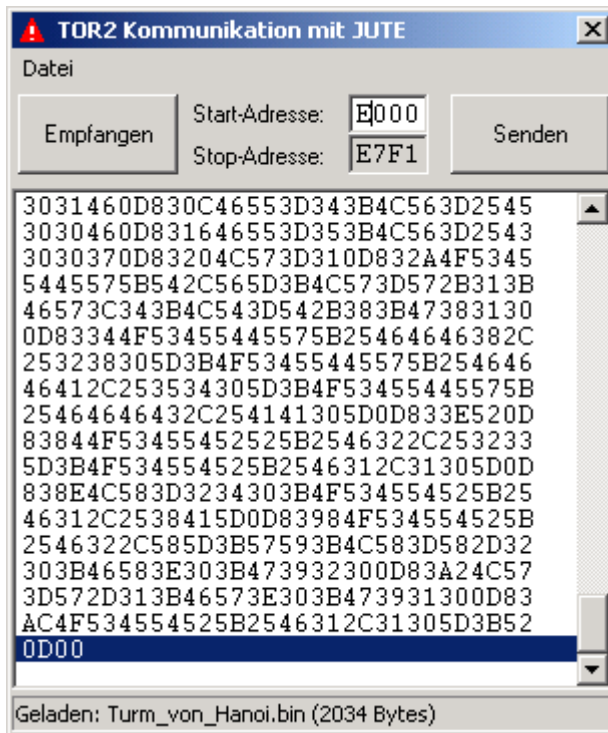 TOR2 Kommunikation mit JUTE
Datei
Empfangen
Start-Adresse: E000
Stop-Adresse: E7F1
Senden
3031460D830C46553D343B4C563D2545
3030460D831646553D353B4C563D2543
3030370D83204C573D310D832A4F5345
5445575B542C565D3B4C573D572B313B
46573C343B4C543D542B383B47383130
0D83344F53455445575B25464646382C
253238305D3B4F53455445575B254646
46412C253534305D3B4F53455445575B
25464646432C254141305D0D833E520D
83844F534554525B2546322C253233
5D3B4F534554525B2546312C31305D0D
838E4C583D3234303B4F534554525B25
46312C2538415D0D83984F534554525B
2546322C585D3B57593B4C583D582D32
303B46583E303B473932300D83A24C57
3D572D313B46573E303B473931300D83
AC4F534554525B2546312C31305D3B52
0D00
Geladen: Turm_von_Hanoi.bin (2034 Bytes)